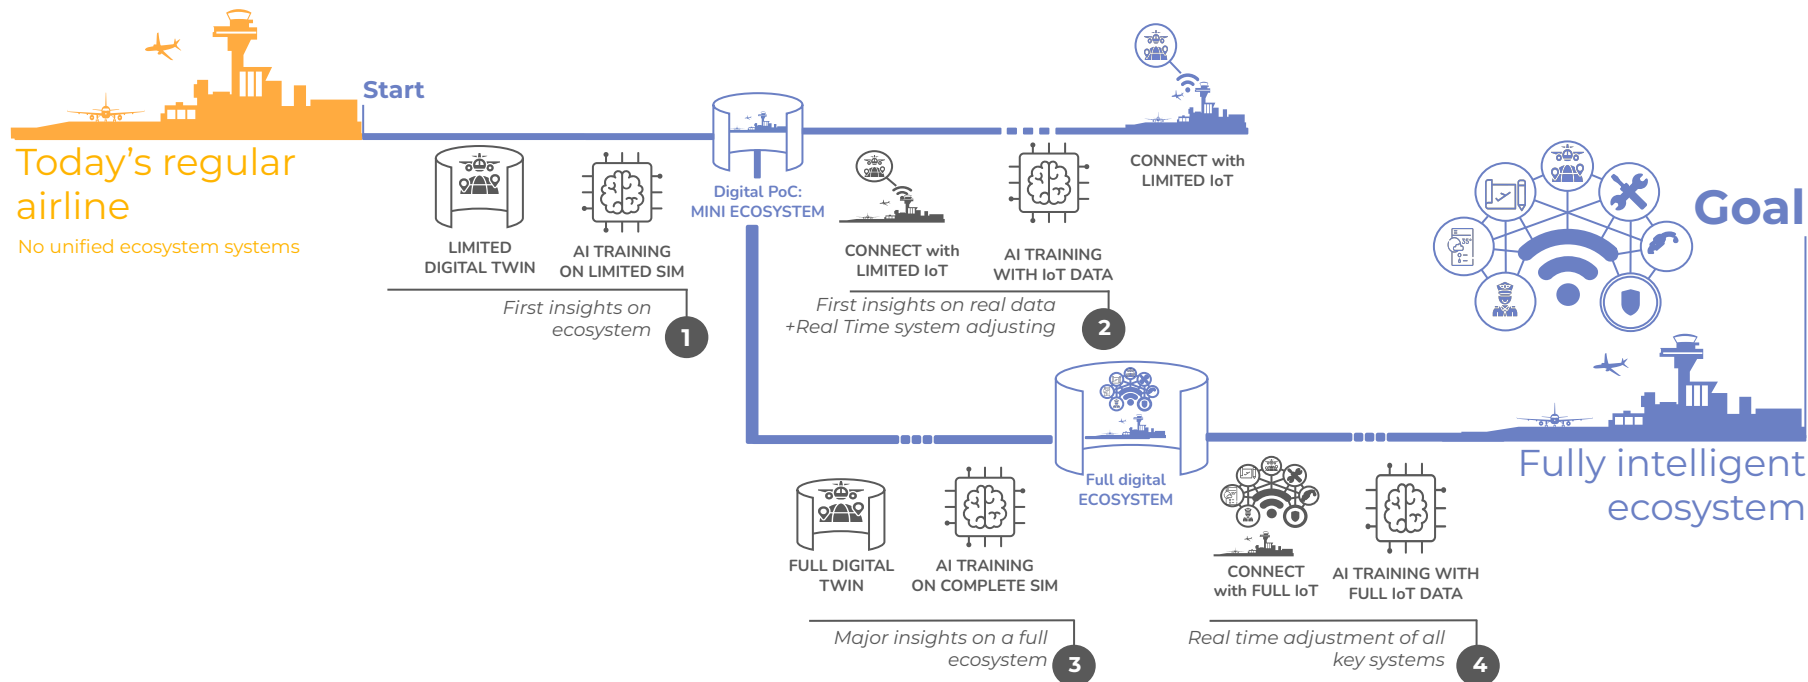 Start
Today's regular
airline
No unified ecosystem systems
LIMITED
DIGITAL TWIN
AI TRAINING
ON LIMITED SIM
First insights on
ecosystem
1
Digital PoC:
MINI ECOSYSTEM
CONNECT with
LIMITED IoT
AI TRAINING
WITH IoT DATA
First insights on real data
+Real Time system adjusting
2
CONNECT with
LIMITED IoT
Goal
35°
Fully intelligent
ecosystem
FULL DIGITAL
TWIN
AI TRAINING
ON COMPLETE SIM
Major insights on a full
ecosystem
3
Full digital
ECOSYSTEM
CONNECT
with FULL IoT
AI TRAINING WITH
FULL IoT DATA
Real time adjustment of all
key systems
4